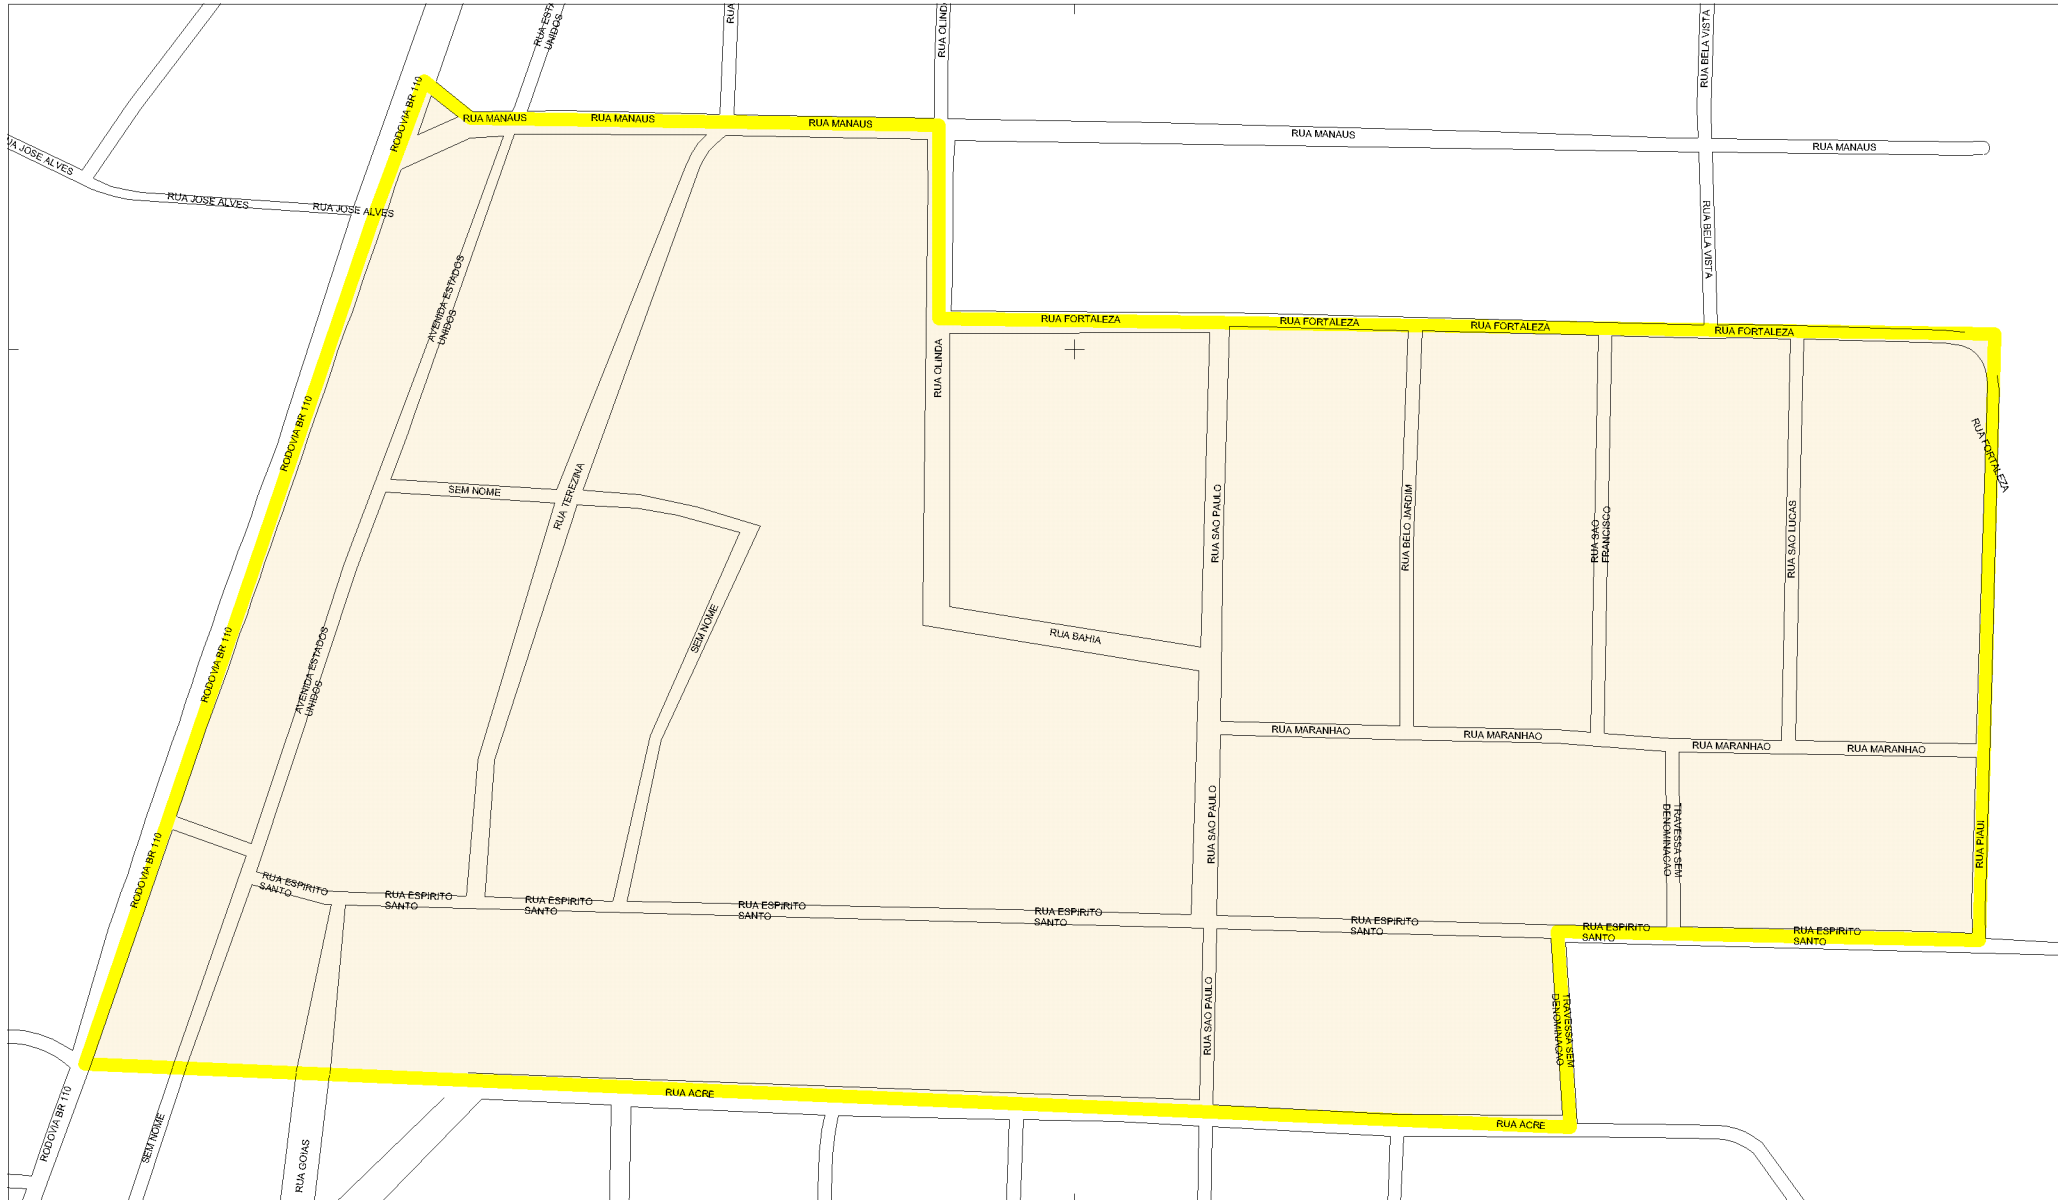 RUA ESTADOS
UNIDOS
RUA
RUA OLINDA
RUA BELA VISTA
RODOVIA BR 110
RUA MANAUS
RUA MANAUS
RUA MANAUS
RUA MANAUS
RUA MANAUS
RUA JOSE ALVES
RUA JOSE ALVES
RUA JOSE ALVES
RUA BELA VISTA
AVENIDA ESTADOS
UNIDOS
RUA FORTALEZA
RUA FORTALEZA
RUA FORTALEZA
RUA FORTALEZA
RUA OLINDA
RODOVIA BR 110
RUA FORTALEZA
SEM NOME
RUA TEREZINA
RUA SAO PAULO
RUA BELO JARDIM
RUA SAO
FRANCISCO
RUA SAO LUCAS
SEM NOME
RUA BAHIA
RODOVIA BR 110
AVENIDA ESTADOS
UNIDOS
RUA MARANHAO
RUA MARANHAO
RUA MARANHAO
RUA MARANHAO
RUA SAO PAULO
TRAVESSA SEM
DENOMINACAO
RUA PIAUI
RODOVIA BR 110
RUA ESPIRITO
SANTO
RUA ESPIRITO
SANTO
RUA ESPIRITO
SANTO
RUA ESPIRITO
SANTO
RUA ESPIRITO
SANTO
RUA ESPIRITO
SANTO
RUA ESPIRITO
SANTO
RUA ESPIRITO
SANTO
RUA SAO PAULO
TRAVESSA SEM
DENOMINACAO
RUA ACRE
RUA ACRE
RODOVIA BR 110
SEM NOME
RUA GOIAS